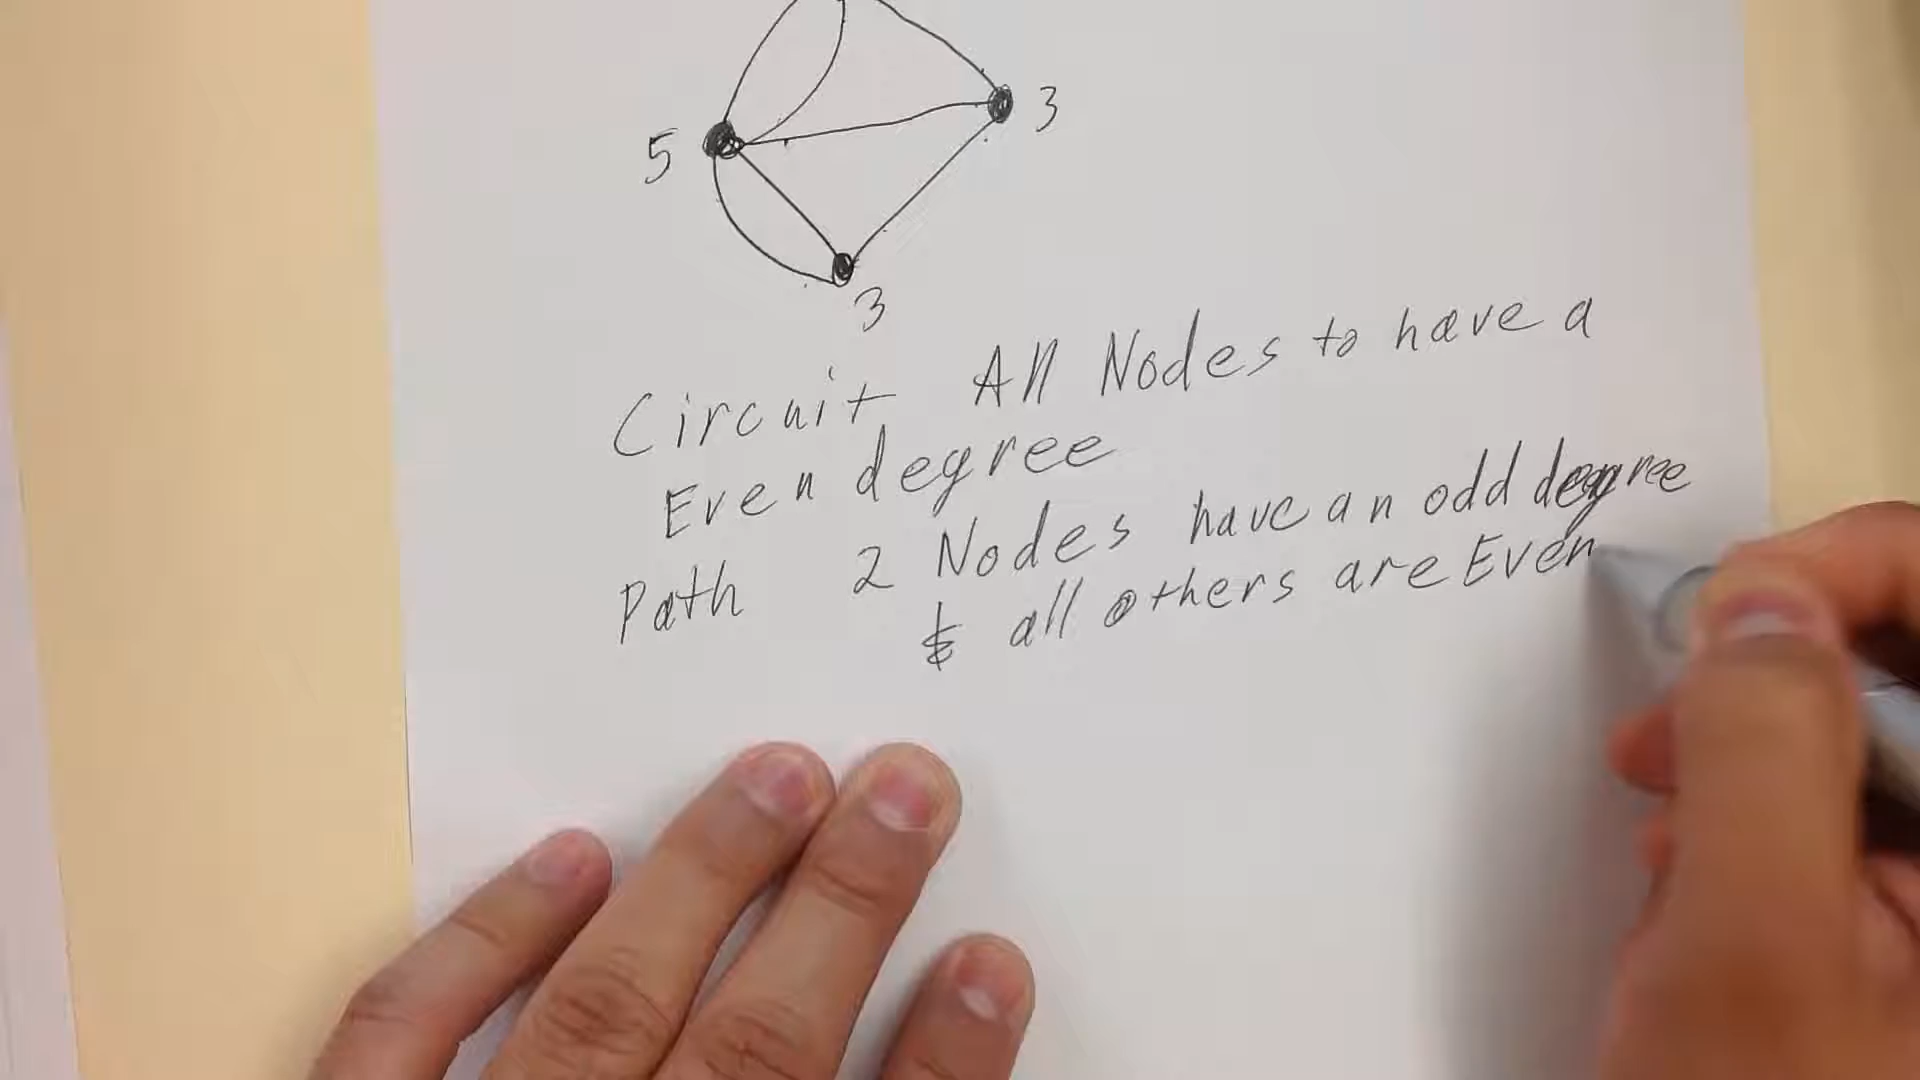 3
5
3
Circuit All Nodes to have a
Even degree
Path 2 Nodes have an odd degree
& all others are Even